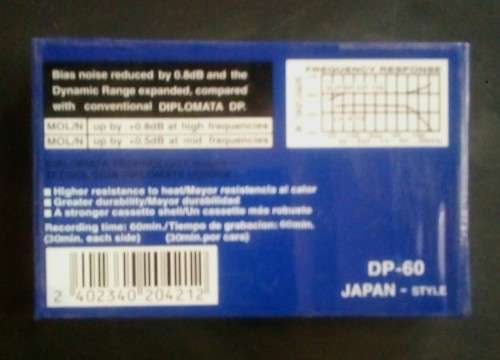 Bias noise reduced by 0.8dB and the
Dynamic Range expanded, compared
with conventional DIPLOMATA DP.
MOL/N up by +0.8dB at high frequencies
MOL/N up by +0.5dB at mid frequencies
FREQUENCY RESPONSE
Higher resistance to heat/Mayor resistencia al calor
Greater durability/Mayor durabilidad
A stronger cassette shell/Un cassette más robusto
Recording time: 60min./Tiempo de grabacion: 60min.
(30min. each side) (30min.por cara)
2 402340 204212
DP-60
JAPAN - STYLE